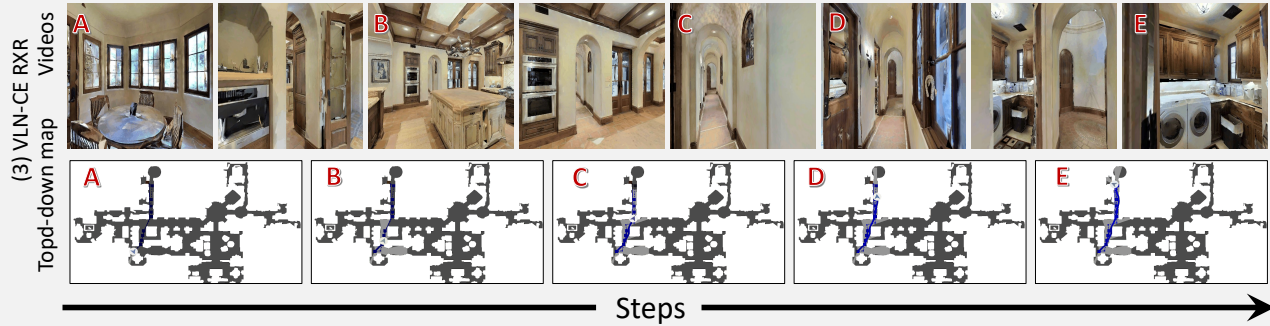 (3) VLN-CE RXR
Videos
Topd-down map
A
B
C
D
E
A
B
C
D
E
Steps